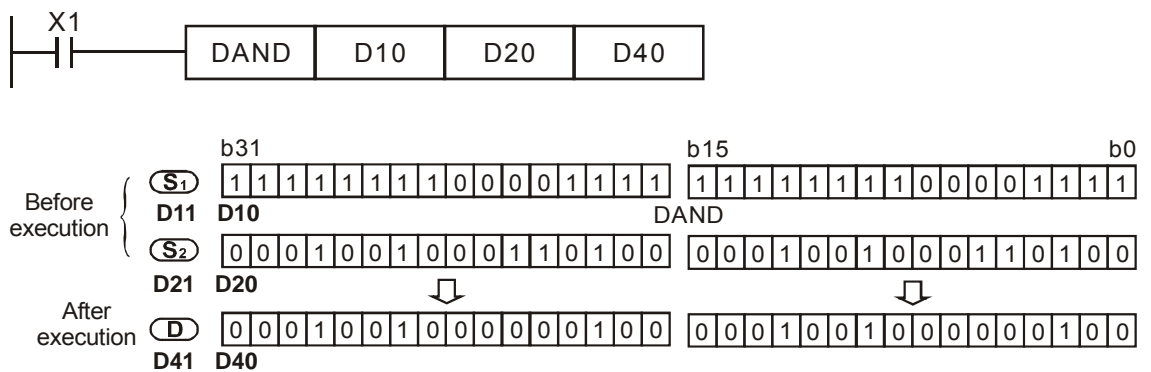 X1
DAND D10 D20 D40
b31 b15 b0
Before execution
S1 1 1 1 1 1 1 1 1 0 0 0 0 1 1 1 1 1 1 1 1 1 1 1 1 0 0 0 0 1 1 1 1
D11 D10
DAND
S2 0 0 0 1 0 0 1 0 0 0 1 1 0 1 0 0 0 0 0 1 0 0 1 0 0 0 1 1 0 1 0 0
D21 D20
After execution
D 0 0 0 1 0 0 1 0 0 0 0 0 0 1 0 0 0 0 0 1 0 0 1 0 0 0 0 0 0 1 0 0
D41 D40